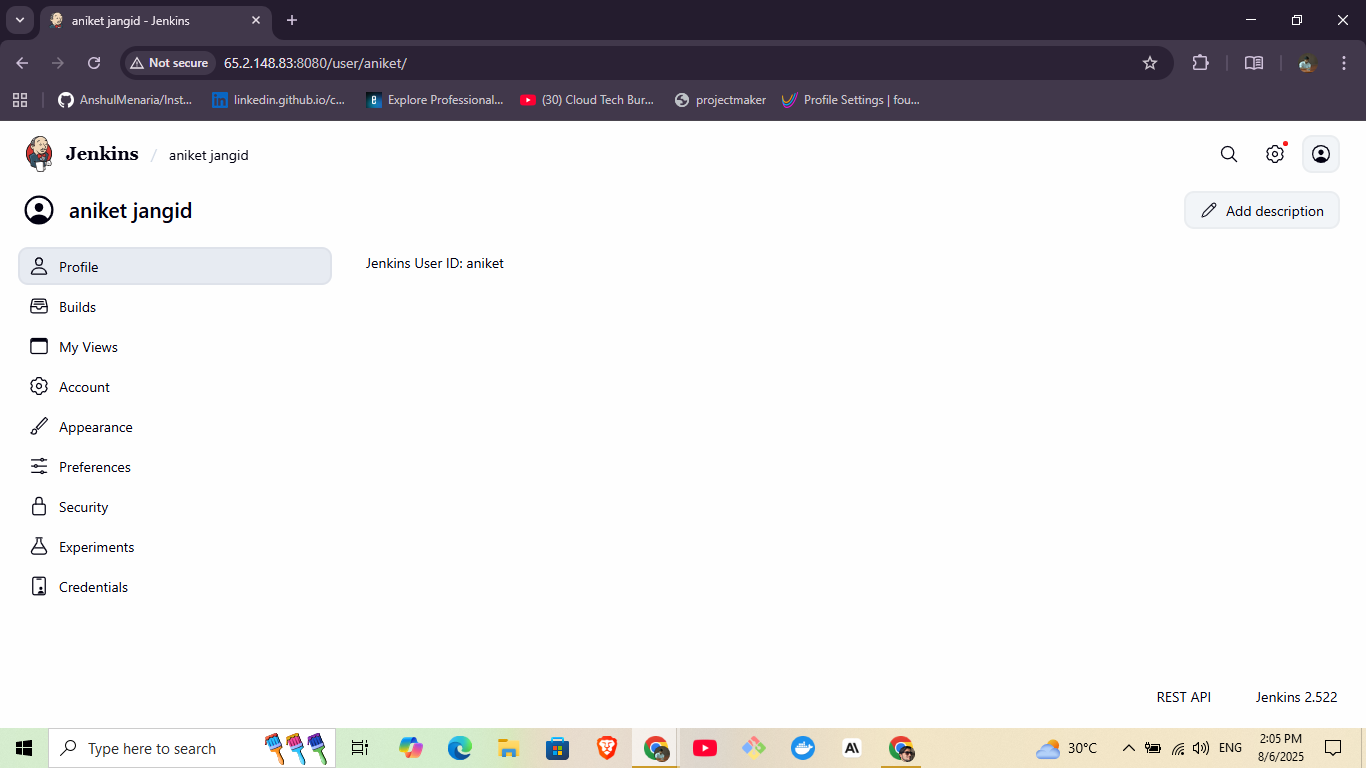 aniket jangid - Jenkins
Not secure 65.2.148.83:8080/user/aniket/
AnshulMenaria/Inst... linkedin.github.io/c... Explore Professional... (30) Cloud Tech Bur... projectmaker Profile Settings | fou...
Jenkins / aniket jangid
aniket jangid
Add description
Profile
Jenkins User ID: aniket
Builds
My Views
Account
Appearance
Preferences
Security
Experiments
Credentials
REST API Jenkins 2.522
Type here to search
30°C
ENG
2:05 PM
8/6/2025